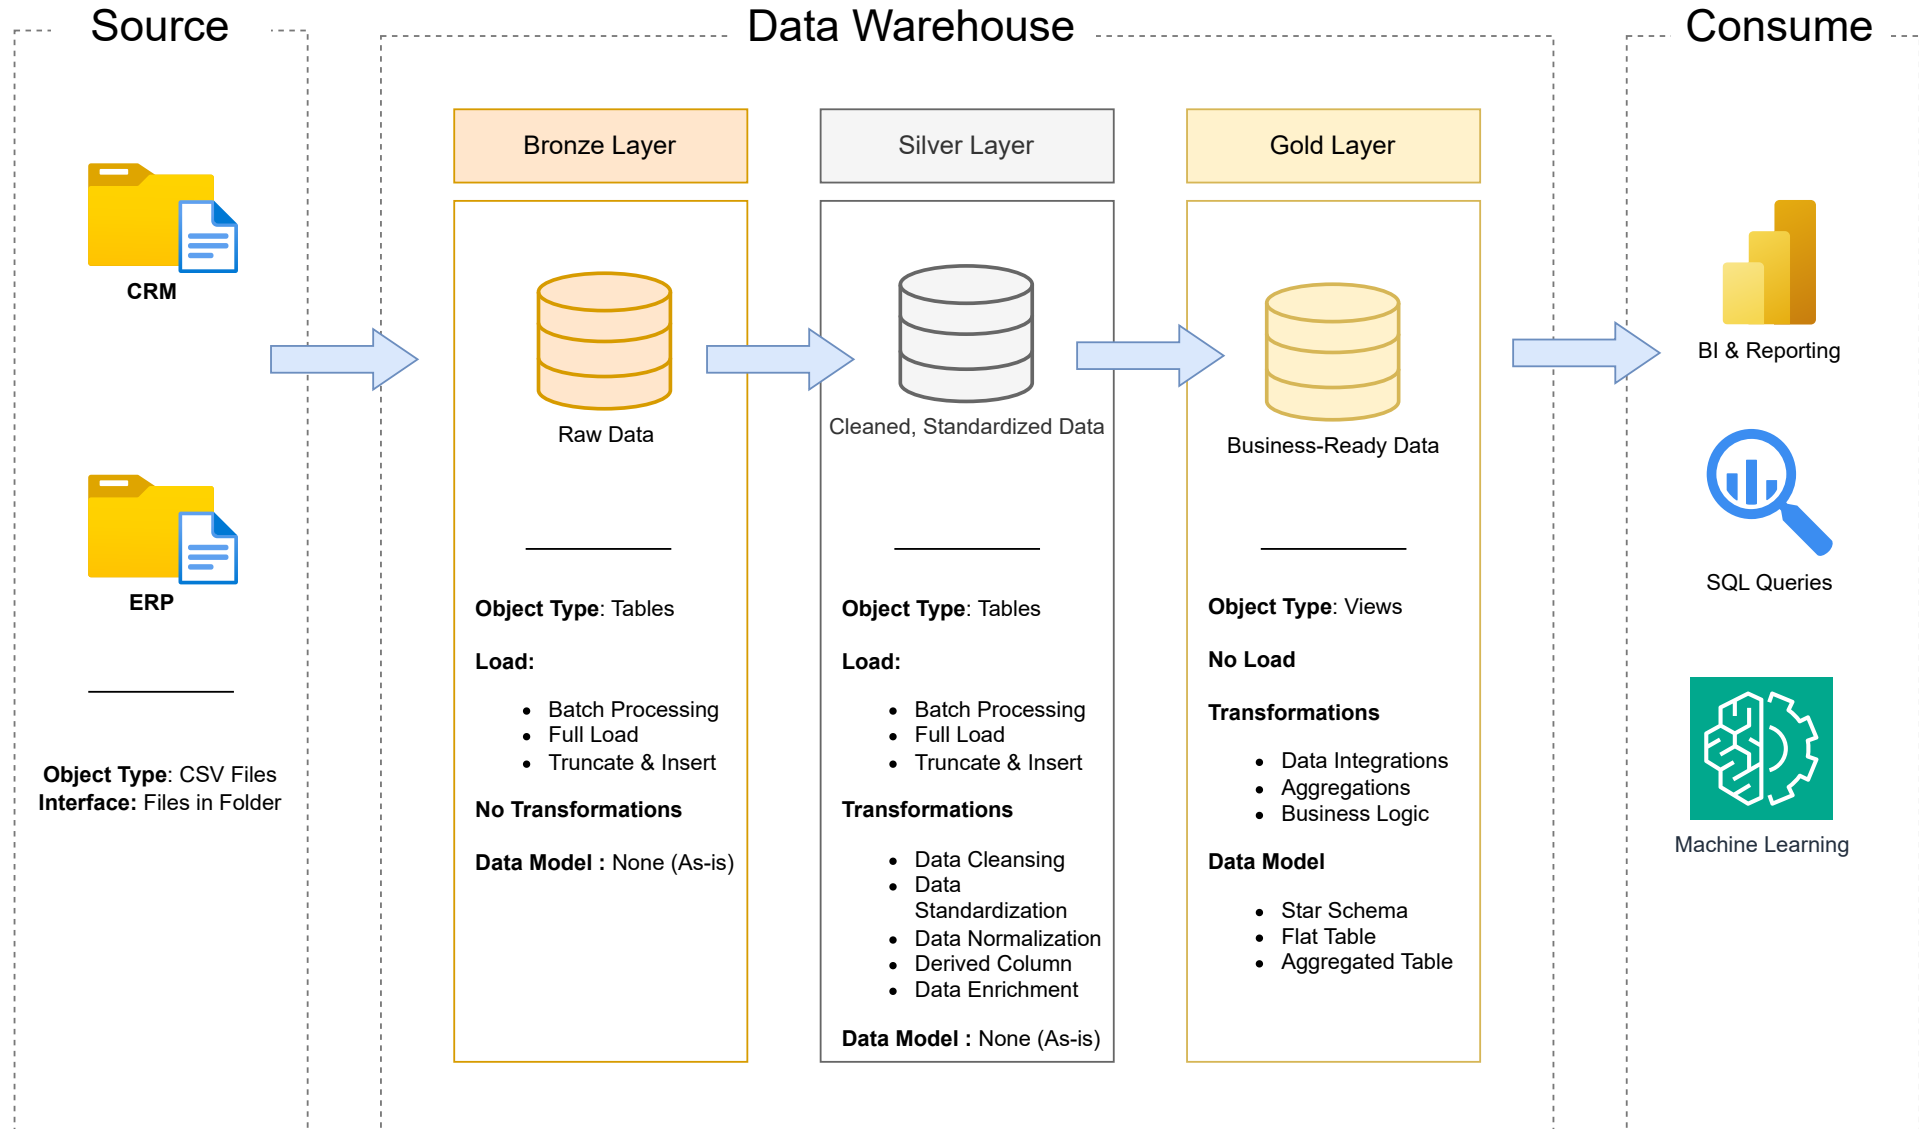 Source
Data Warehouse
Consume
CRM
ERP
Object Type: CSV Files
Interface: Files in Folder
Bronze Layer
Raw Data
Object Type: Tables
Load:
• Batch Processing
• Full Load
• Truncate & Insert
No Transformations
Data Model : None (As-is)
Silver Layer
Cleaned, Standardized Data
Object Type: Tables
Load:
• Batch Processing
• Full Load
• Truncate & Insert
Transformations
• Data Cleansing
• Data
Standardization
• Data Normalization
• Derived Column
• Data Enrichment
Data Model : None (As-is)
Gold Layer
Business-Ready Data
Object Type: Views
No Load
Transformations
• Data Integrations
• Aggregations
• Business Logic
Data Model
• Star Schema
• Flat Table
• Aggregated Table
BI & Reporting
SQL Queries
Machine Learning